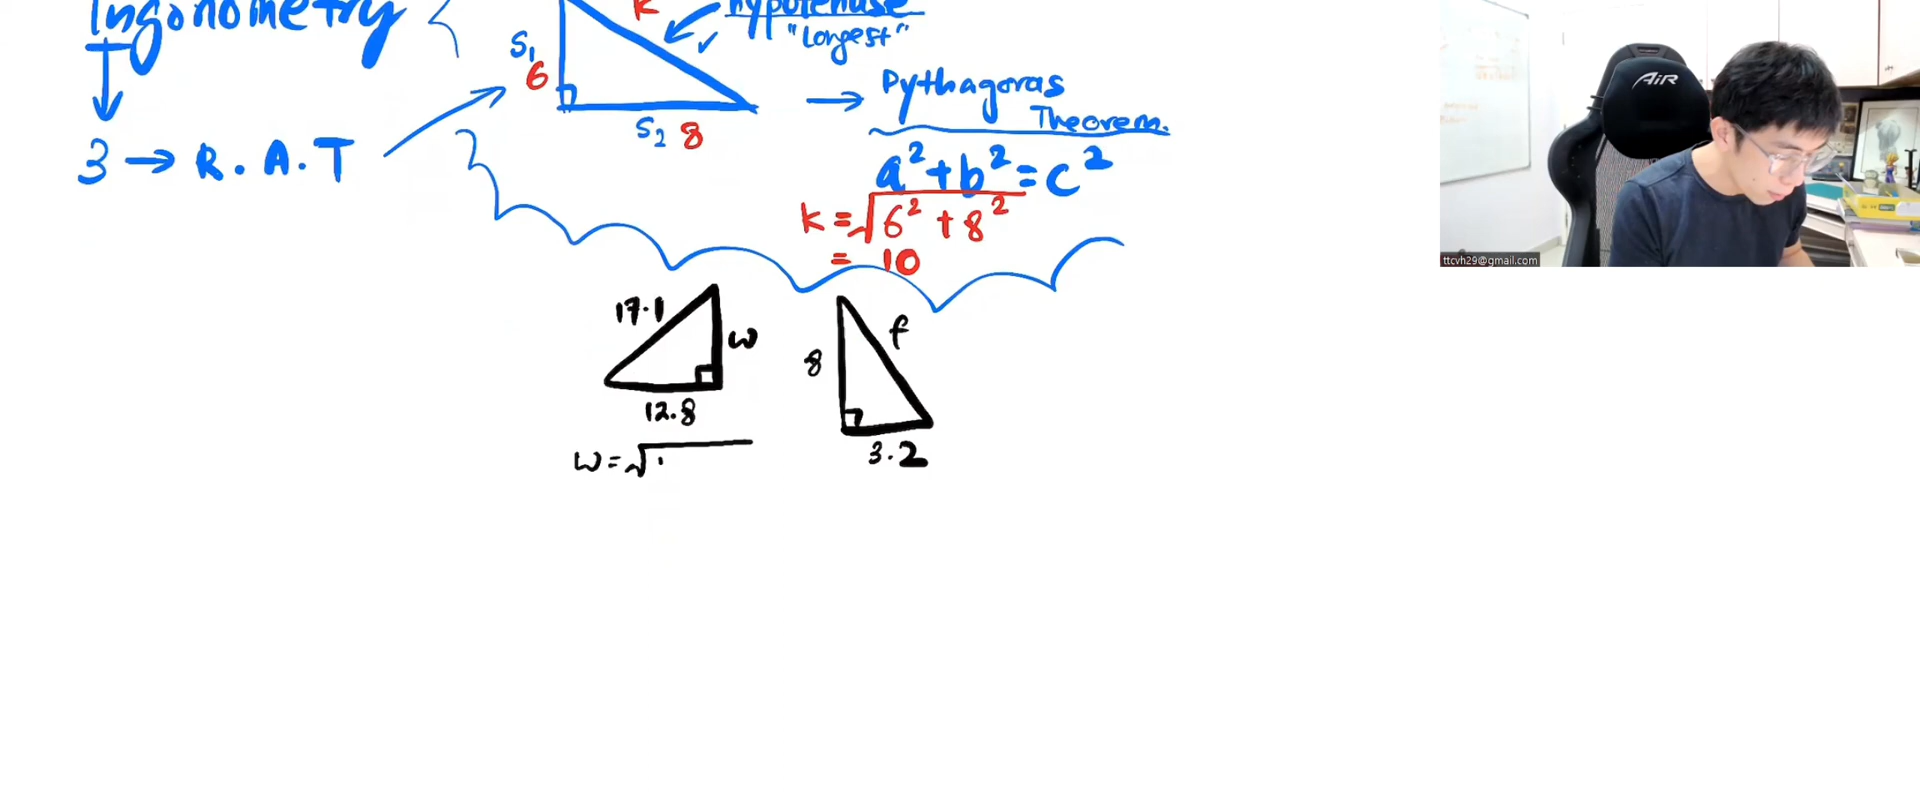 Trigonometry
k
hypotenuse
"Longest"
S₁
6
S₂ 8
Pythagoras
Theorem.
3 → R.A.T
a² + b² = c²
k = √6² + 8²
= 10
17.1
w
12.8
w = √
8
f
3.2
AiR
ttcvh29@gmail.com